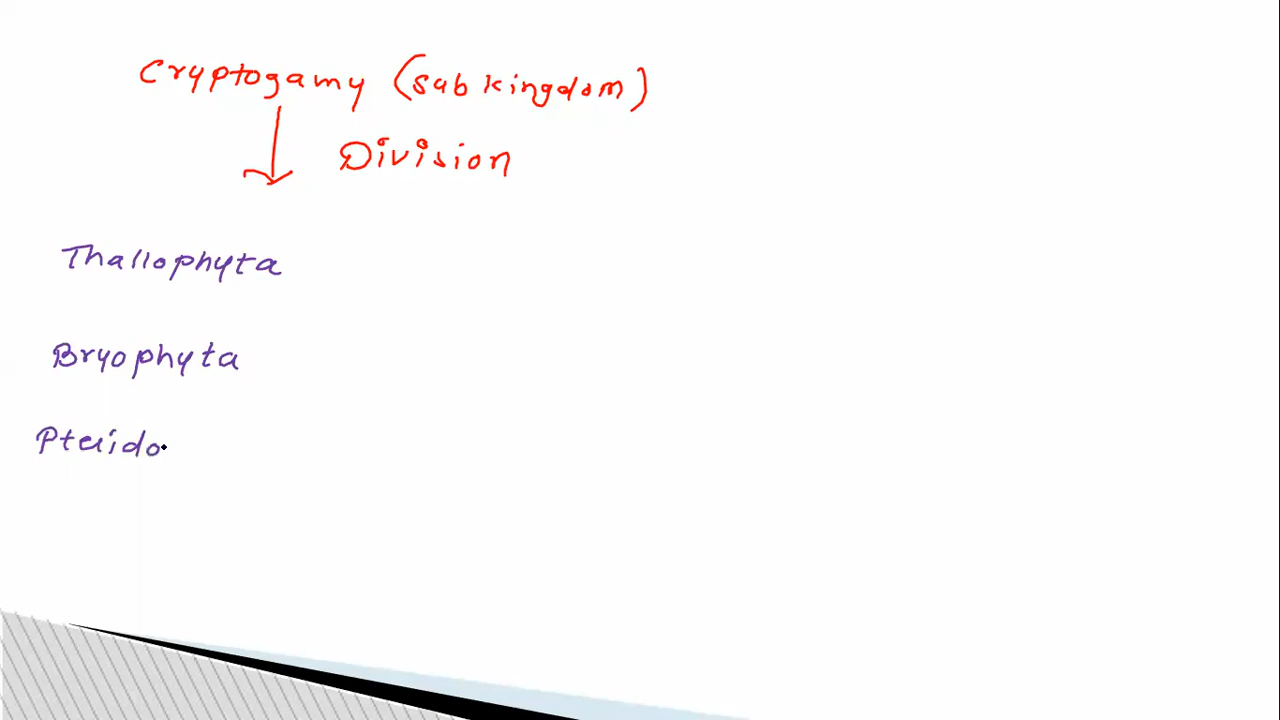 Cryptogamy (sub kingdom)
Division
Thallophyta
Bryophyta
Pteido